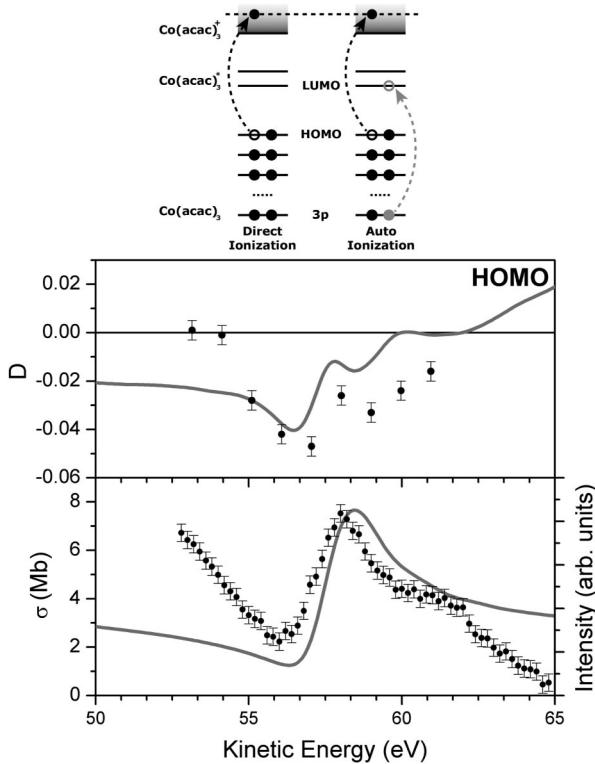 Co(acac)₃⁺
Co(acac)₃*
LUMO
HOMO
Co(acac)₃
3p
Direct Ionization
Auto Ionization
HOMO
D
0.02
0.00
-0.02
-0.04
-0.06
σ (Mb)
8
6
4
2
0
Intensity (arb. units)
50
55
60
65
Kinetic Energy (eV)